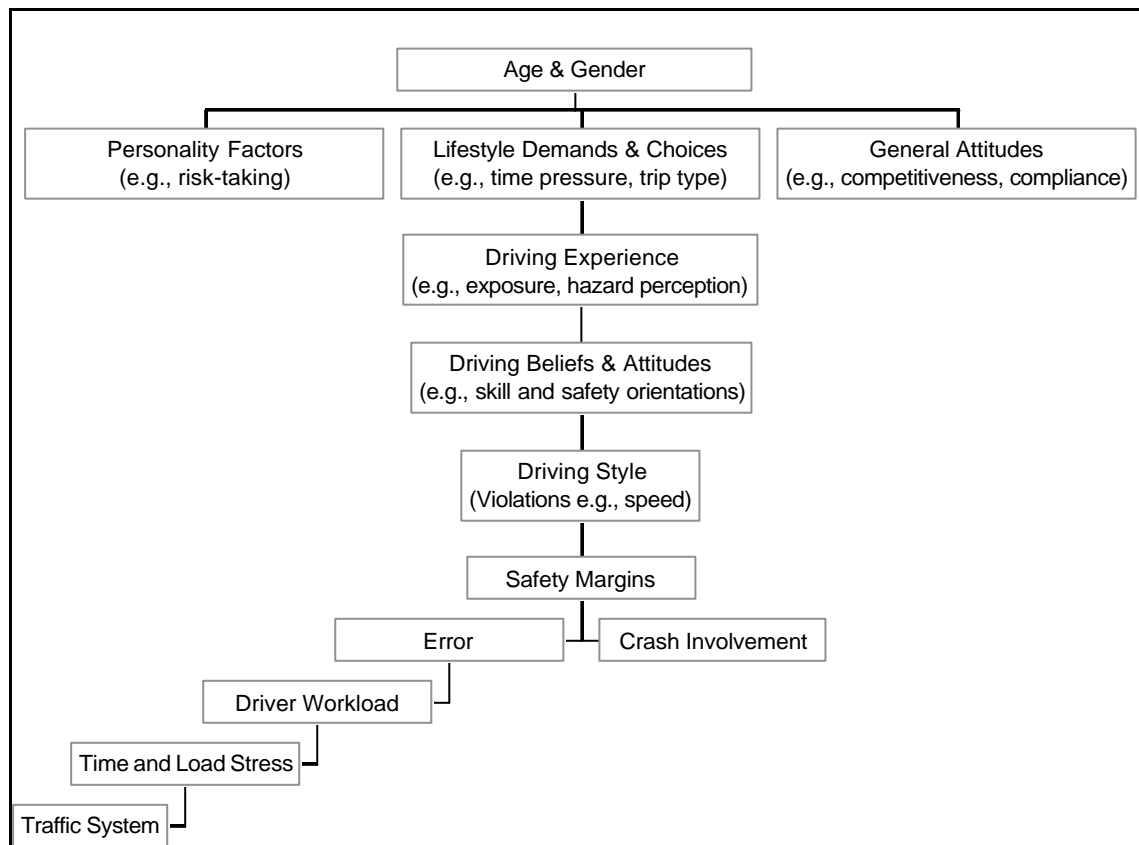 Age & Gender
Personality Factors
(e.g., risk-taking)
Lifestyle Demands & Choices
(e.g., time pressure, trip type)
General Attitudes
(e.g., competitiveness, compliance)
Driving Experience
(e.g., exposure, hazard perception)
Driving Beliefs & Attitudes
(e.g., skill and safety orientations)
Driving Style
(Violations e.g., speed)
Safety Margins
Error
Crash Involvement
Driver Workload
Time and Load Stress
Traffic System